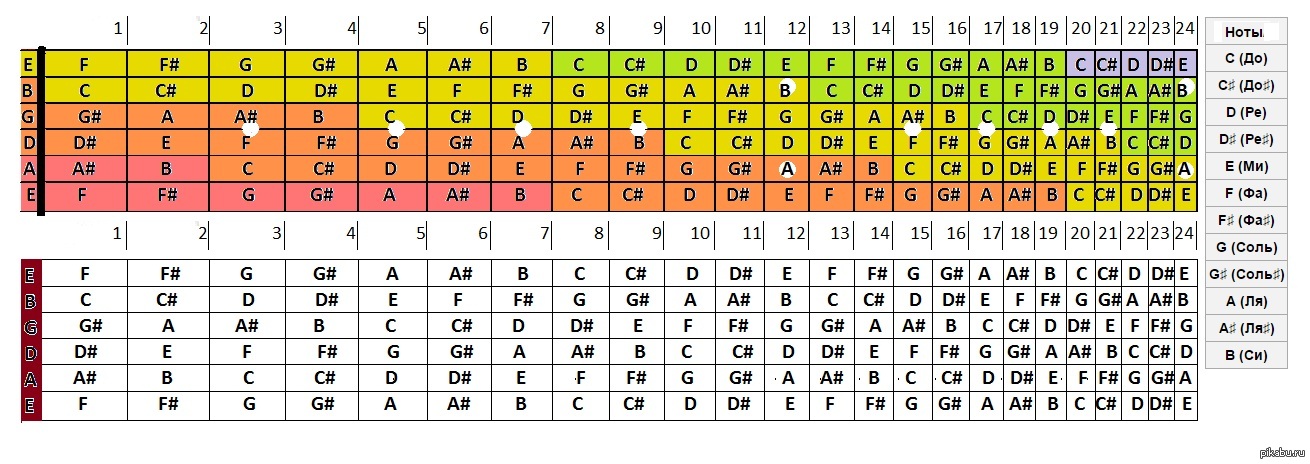 1 2 3 4 5 6 7 8 9 10 11 12 13 14 15 16 17 18 19 20 21 22 23 24
E F F# G G# A A# B C C# D D# E F F# G G# A A# B C C# D D# E
B C C# D D# E F F# G G# A A# B C C# D D# E F F# G G# A A# B
G G# A A# B C C# D D# E F F# G G# A A# B C C# D D# E F F# G
D D# E F F# G G# A A# B C C# D D# E F F# G G# A A# B C C# D
A A# B C C# D D# E F F# G G# A A# B C C# D D# E F F# G G# A
E F F# G G# A A# B C C# D D# E F F# G G# A A# B C C# D D# E
1 2 3 4 5 6 7 8 9 10 11 12 13 14 15 16 17 18 19 20 21 22 23 24
E F F# G G# A A# B C C# D D# E F F# G G# A A# B C C# D D# E
B C C# D D# E F F# G G# A A# B C C# D D# E F F# G G# A A# B
G G# A A# B C C# D D# E F F# G G# A A# B C C# D D# E F F# G
D D# E F F# G G# A A# B C C# D D# E F F# G G# A A# B C C# D
A A# B C C# D D# E F F# G G# A A# B C C# D D# E F F# G G# A
E F F# G G# A A# B C C# D D# E F F# G G# A A# B C C# D D# E
Ноты
C (До)
C♯ (До♯)
D (Ре)
D♯ (Ре♯)
E (Ми)
F (Фа)
F♯ (Фа♯)
G (Соль)
G♯ (Соль♯)
A (Ля)
A♯ (Ля♯)
B (Си)
pikabu.ru